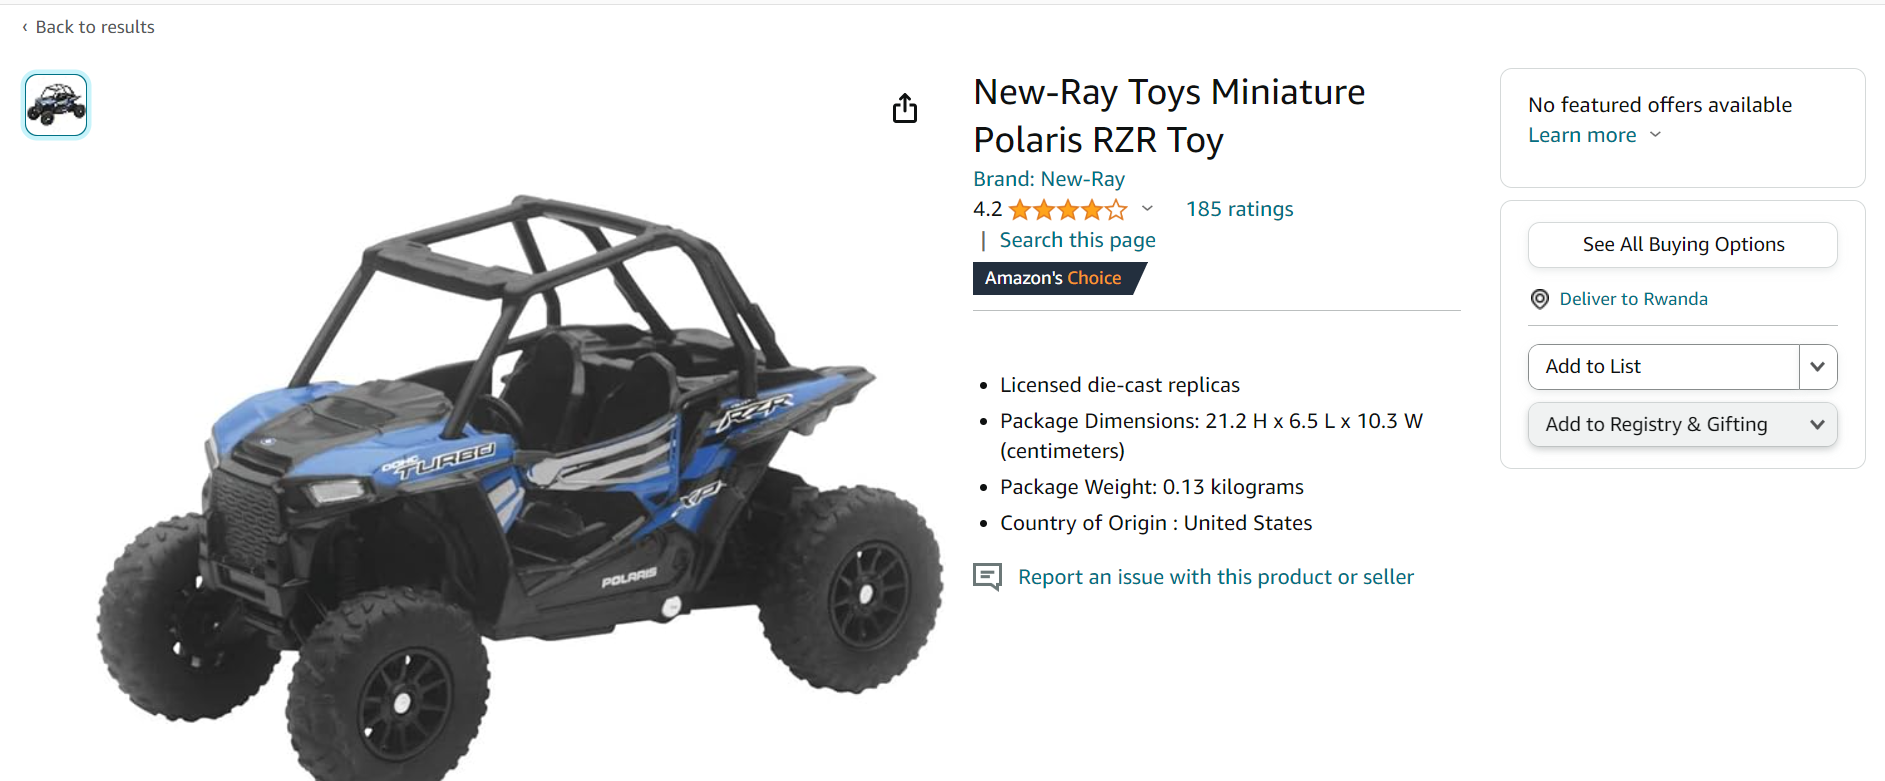 ‹ Back to results
New-Ray Toys Miniature
Polaris RZR Toy
Brand: New-Ray
4.2
185 ratings
| Search this page
Amazon's Choice
Licensed die-cast replicas
Package Dimensions: 21.2 H x 6.5 L x 10.3 W
(centimeters)
Package Weight: 0.13 kilograms
Country of Origin : United States
Report an issue with this product or seller
No featured offers available
Learn more
See All Buying Options
Deliver to Rwanda
Add to List
Add to Registry & Gifting
DOHC TURBO
RZR
XP
POLARIS